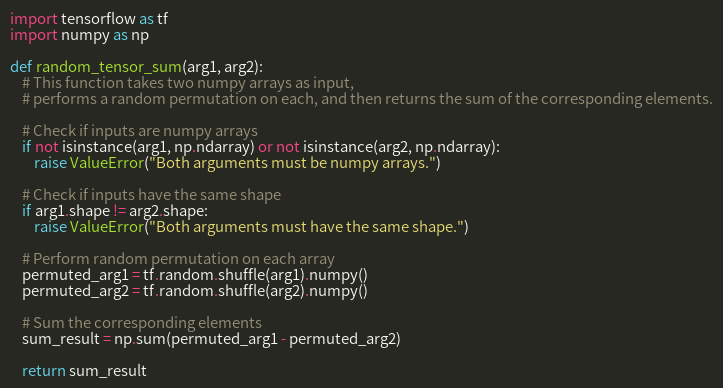 import tensorflow as tf
import numpy as np

def random_tensor_sum(arg1, arg2):
    # This function takes two numpy arrays as input,
    # performs a random permutation on each, and then returns the sum of the corresponding elements.

    # Check if inputs are numpy arrays
    if not isinstance(arg1, np.ndarray) or not isinstance(arg2, np.ndarray):
        raise ValueError("Both arguments must be numpy arrays.")

    # Check if inputs have the same shape
    if arg1.shape != arg2.shape:
        raise ValueError("Both arguments must have the same shape.")

    # Perform random permutation on each array
    permuted_arg1 = tf.random.shuffle(arg1).numpy()
    permuted_arg2 = tf.random.shuffle(arg2).numpy()

    # Sum the corresponding elements
    sum_result = np.sum(permuted_arg1 - permuted_arg2)

    return sum_result